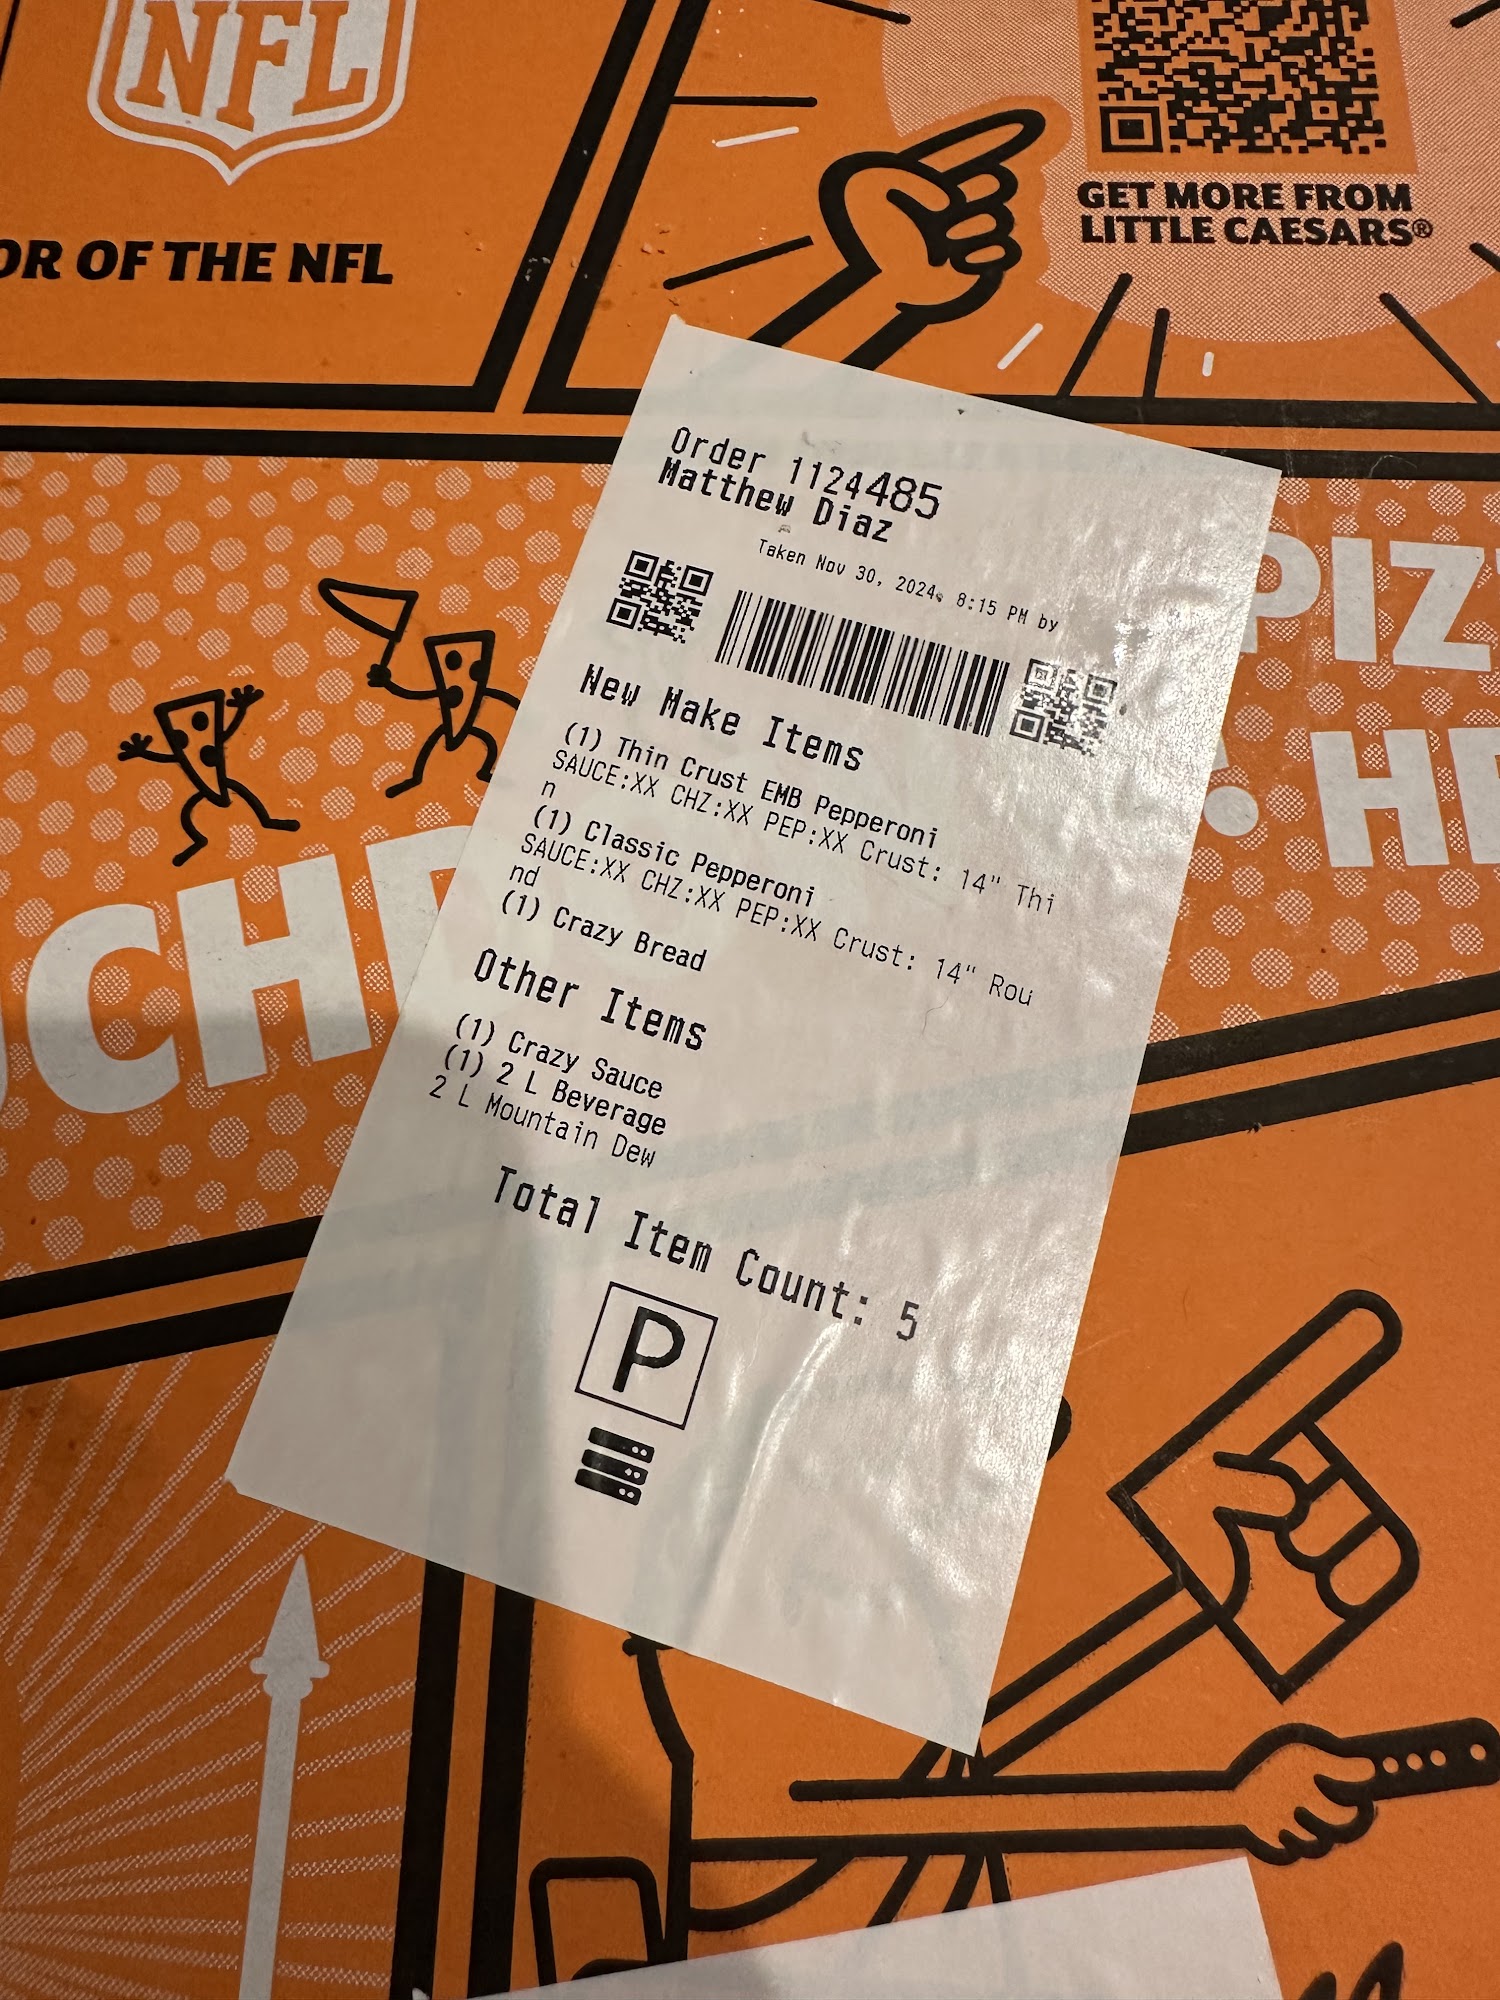 NFL
OR OF THE NFL
GET MORE FROM
LITTLE CAESARS®
Order 1124485
Matthew Diaz
Taken Nov 30, 2024, 8:15 PM by
New Make Items
(1) Thin Crust EMB Pepperoni
SAUCE:XX CHZ:XX PEP:XX Crust: 14" Thi
n
(1) Classic Pepperoni
SAUCE:XX CHZ:XX PEP:XX Crust: 14" Rou
nd
(1) Crazy Bread
Other Items
(1) Crazy Sauce
(1) 2 L Beverage
2 L Mountain Dew
Total Item Count: 5
P